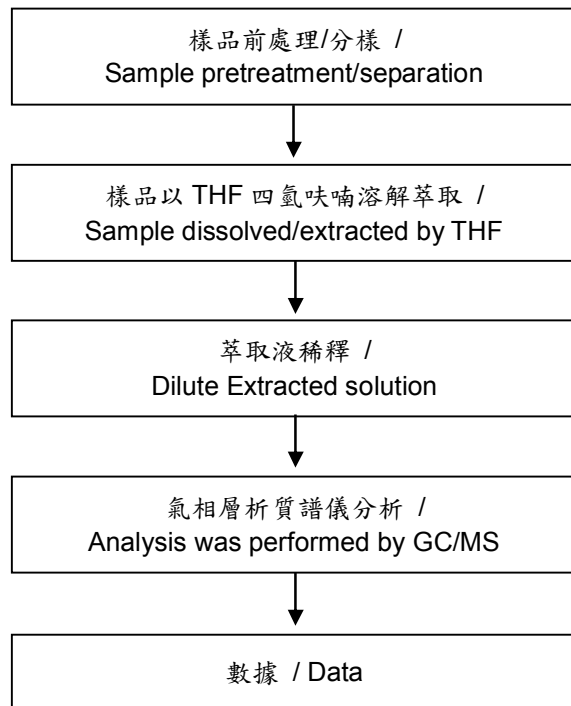 樣品前處理/分樣 /
Sample pretreatment/separation
樣品以 THF 四氫呋喃溶解萃取 /
Sample dissolved/extracted by THF
萃取液稀釋 /
Dilute Extracted solution
氣相層析質譜儀分析 /
Analysis was performed by GC/MS
數據 / Data